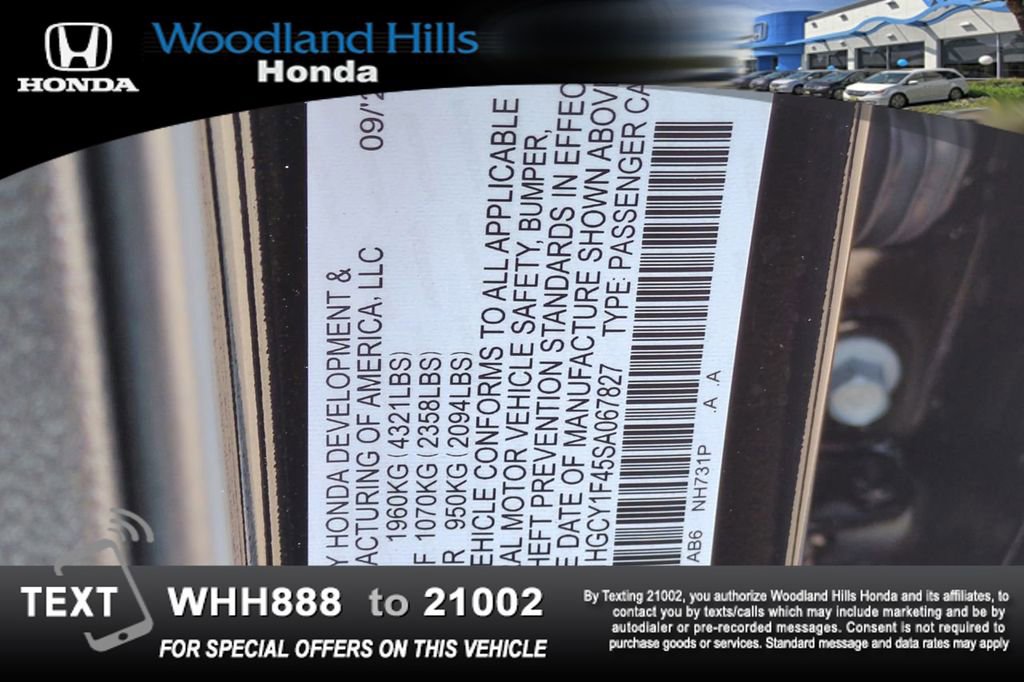 HONDA
Woodland Hills
Honda
Y HONDA DEVELOPMENT &
ACTURING OF AMERICA, LLC 09/'2
1960KG (4321LBS)
F 1070KG (2358LBS)
R 950KG (2094LBS)
EHICLE CONFORMS TO ALL APPLICABLE
AL MOTOR VEHICLE SAFETY, BUMPER,
HEFT PREVENTION STANDARDS IN EFFEC
E DATE OF MANUFACTURE SHOWN ABOV
HGCY1F45SA067827 TYPE: PASSENGER CA
AB6 NH731P .A .A
TEXT
WHH888 to 21002
FOR SPECIAL OFFERS ON THIS VEHICLE
By Texting 21002, you authorize Woodland Hills Honda and its affiliates, to
contact you by texts/calls which may include marketing and be by
autodialer or pre-recorded messages. Consent is not required to
purchase goods or services. Standard message and data rates may apply